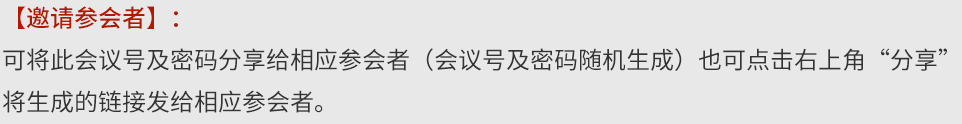 【邀请参会者】：
可将此会议号及密码分享给相应参会者（会议号及密码随机生成）也可点击右上角“分享”
将生成的链接发给相应参会者。